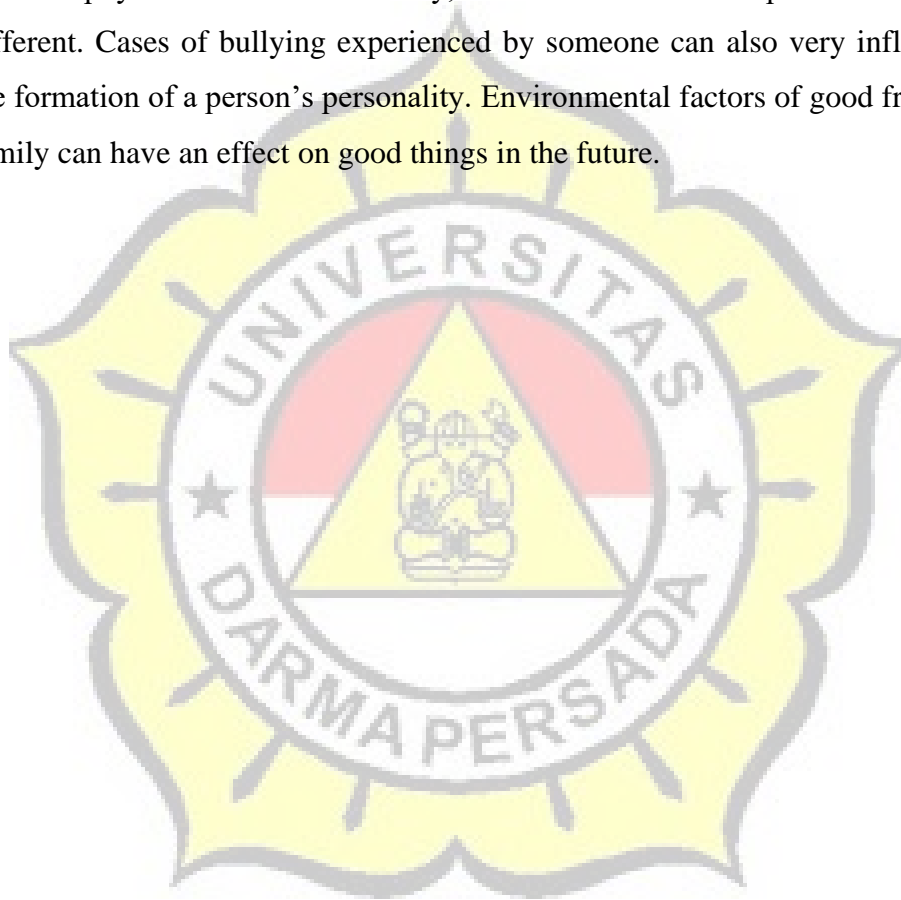 fferent. Cases of bullying experienced by someone can also very infl
e formation of a person’s personality. Environmental factors of good fr
mily can have an effect on good things in the future.
UNIVERSITAS
DARMA PERSADA